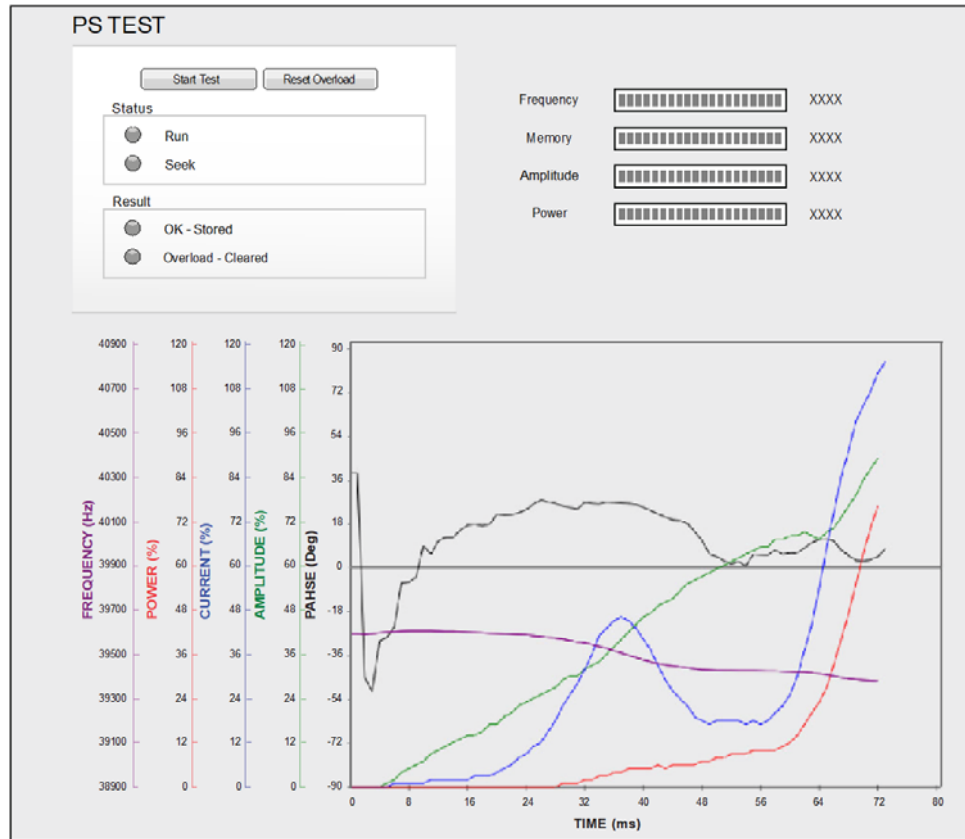 PS TEST
Start Test Reset Overload
Status
Run
Seek
Result
OK - Stored
Overload - Cleared
Frequency XXXX
Memory XXXX
Amplitude XXXX
Power XXXX
40900 120 120 120 90
40700 108 108 108 72
40500 96 96 96 54
40300 84 84 84 36
40100 72 72 72 18
39900 60 60 60 0
39700 48 48 48 -18
39500 36 36 36 -36
39300 24 24 24 -54
39100 12 12 12 -72
38900 0 0 0 -90
FREQUENCY (Hz)
POWER (%)
CURRENT (%)
AMPLITUDE (%)
PAHSE (Deg)
0 8 16 24 32 40 48 56 64 72 80
TIME (ms)